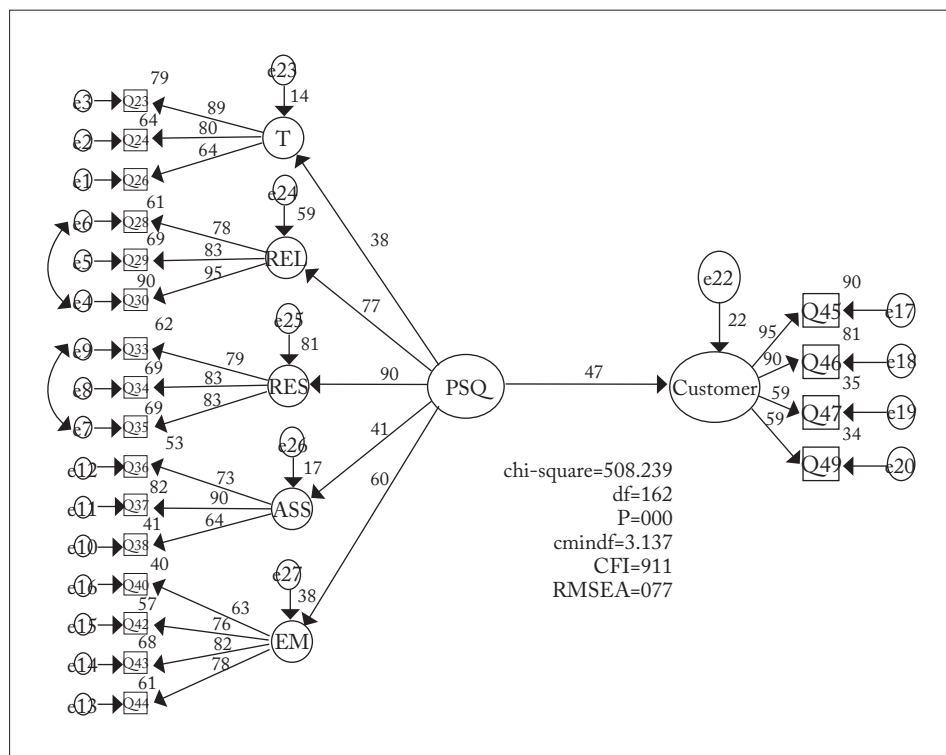 e23
79
14
e3 Q23 89
64
e2 Q24 80 T
64
e1 Q26
e24
61
59
e6 Q28 78
69
e5 Q29 83 REL
95
90
e4 Q30
38
77
e25
62
81
e9 Q33 79
69
e8 Q34 83 RES 90 PSQ
69 83
e7 Q35
53
e26
41
17
e12 Q36 73
82
e11 Q37 90 ASS
41 64
e10 Q38
60
40
e27
38
e16 Q40 63
57
e15 Q42 76 EM
68
e14 Q43 82
61 78
e13 Q44
47
e22
22
Customer
90
95 Q45 e17
81
90 Q46 e18
35
59 Q47 e19
34
59 Q49 e20
chi-square=508.239
df=162
P=000
cmindf=3.137
CFI=911
RMSEA=077